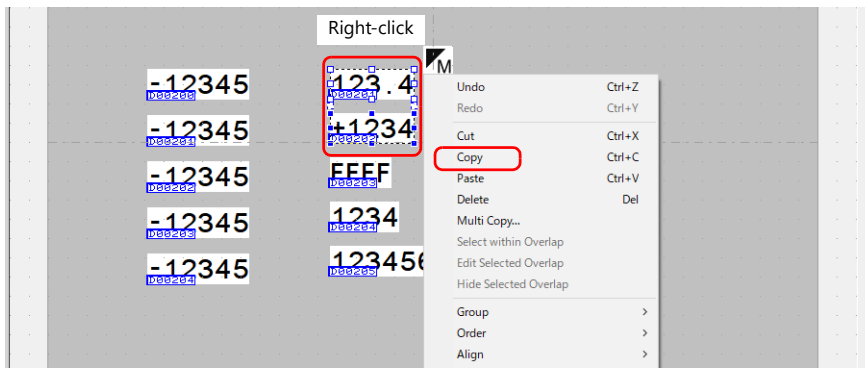 Right-click
M
-12345
D00200
123.4
D00201
-12345
D00201
+1234
D00202
-12345
D00202
FFFF
D00203
-12345
D00203
1234
D00204
-12345
D00204
123456
D00205
Undo Ctrl+Z
Redo Ctrl+Y
Cut Ctrl+X
Copy Ctrl+C
Paste Ctrl+V
Delete Del
Multi Copy...
Select within Overlap
Edit Selected Overlap
Hide Selected Overlap
Group >
Order >
Align >